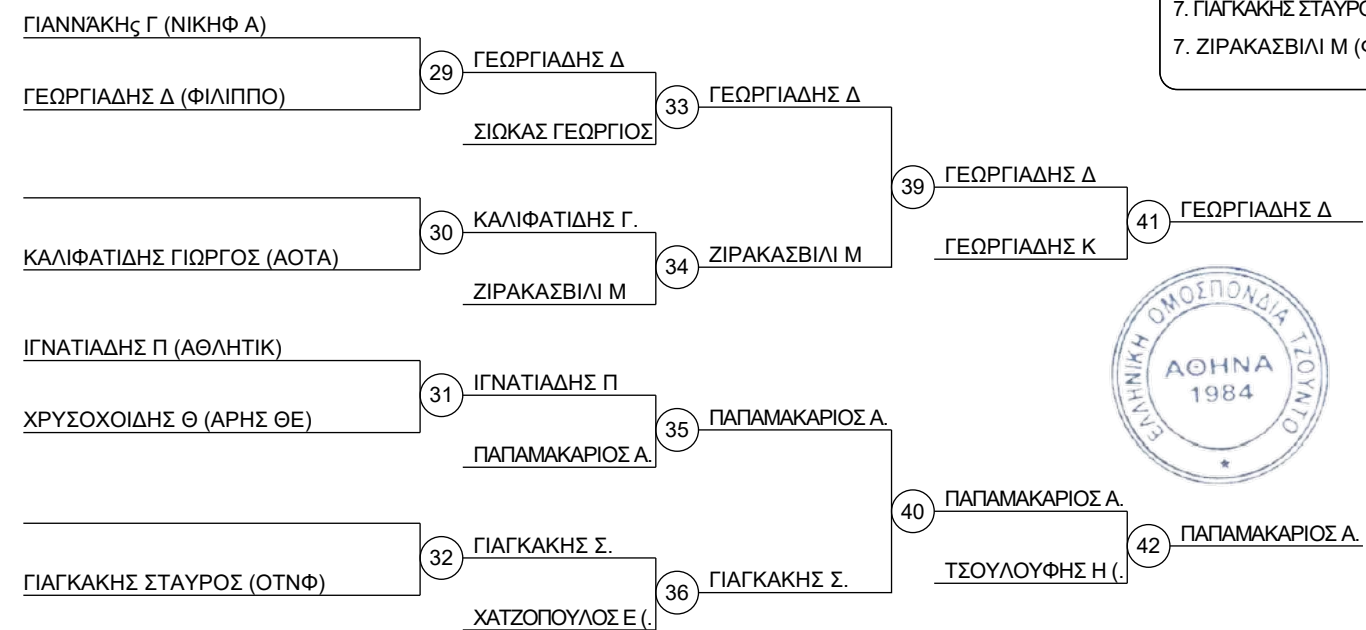 7. ΓΙΑΓΚΑΚΗΣ ΣΤΑΥΡΟ
7. ΖΙΡΑΚΑΣΒΙΛΙ Μ (Φ
ΓΙΑΝΝΆΚΗς Γ (ΝΙΚΗΦ Α)
29
ΓΕΩΡΓΙΑΔΗΣ Δ
ΓΕΩΡΓΙΑΔΗΣ Δ (ΦΙΛΙΠΠΟ)
33
ΓΕΩΡΓΙΑΔΗΣ Δ
ΣΙΩΚΑΣ ΓΕΩΡΓΙΟΣ
39
ΓΕΩΡΓΙΑΔΗΣ Δ
30
ΚΑΛΙΦΑΤΙΔΗΣ Γ.
41
ΓΕΩΡΓΙΑΔΗΣ Δ
ΚΑΛΙΦΑΤΙΔΗΣ ΓΙΩΡΓΟΣ (ΑΟΤΑ)
34
ΖΙΡΑΚΑΣΒΙΛΙ Μ
ΓΕΩΡΓΙΑΔΗΣ Κ
ΖΙΡΑΚΑΣΒΙΛΙ Μ
ΕΛΛΗΝΙΚΗ ΟΜΟΣΠΟΝΔΙΑ ΤΖΟΥΝΤΟ
ΑΘΗΝΑ
1984
ΙΓΝΑΤΙΑΔΗΣ Π (ΑΘΛΗΤΙΚ)
31
ΙΓΝΑΤΙΑΔΗΣ Π
ΧΡΥΣΟΧΟΙΔΗΣ Θ (ΑΡΗΣ ΘΕ)
35
ΠΑΠΑΜΑΚΑΡΙΟΣ Α.
ΠΑΠΑΜΑΚΑΡΙΟΣ Α.
40
ΠΑΠΑΜΑΚΑΡΙΟΣ Α.
32
ΓΙΑΓΚΑΚΗΣ Σ.
42
ΠΑΠΑΜΑΚΑΡΙΟΣ Α.
ΓΙΑΓΚΑΚΗΣ ΣΤΑΥΡΟΣ (ΟΤΝΦ)
36
ΓΙΑΓΚΑΚΗΣ Σ.
ΤΣΟΥΛΟΥΦΗΣ Η (.
ΧΑΤΖΟΠΟΥΛΟΣ Ε (.